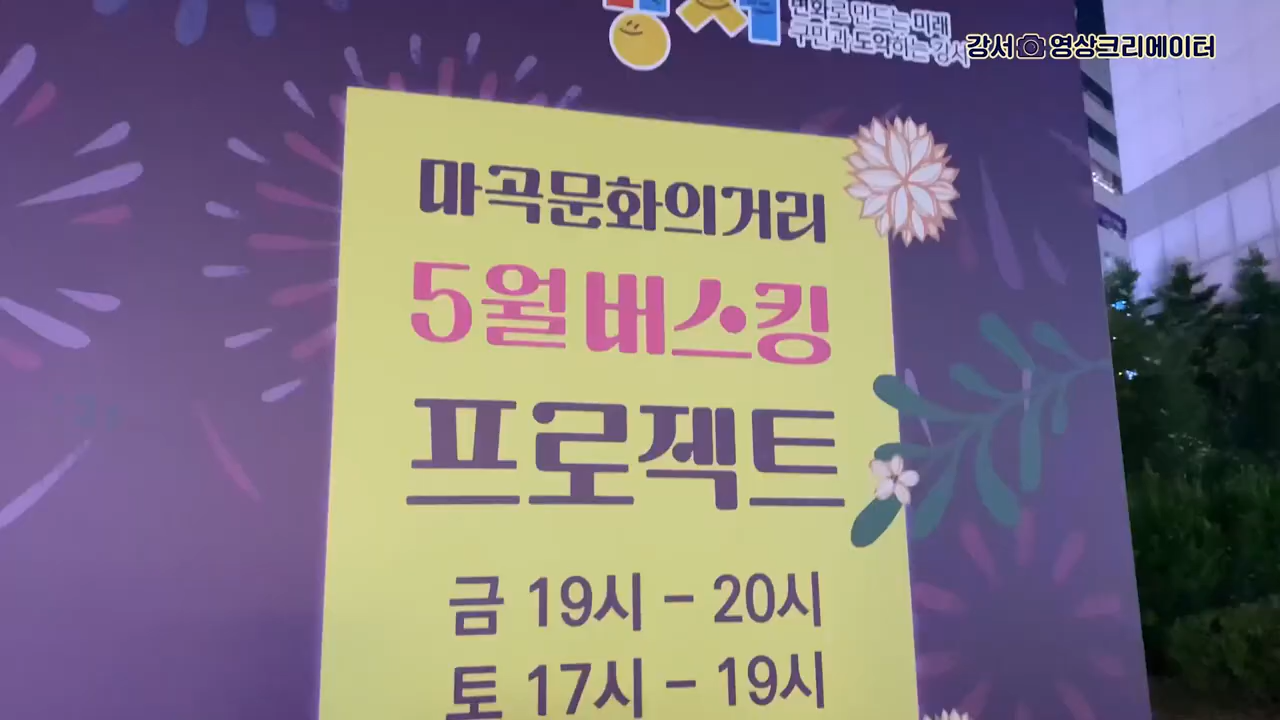 강서
변화로 만드는 미래
구민과 도약하는 강서
강서 영상크리에이터
마곡문화의거리
5월 버스킹
프로젝트
금 19시 - 20시
토 17시 - 19시